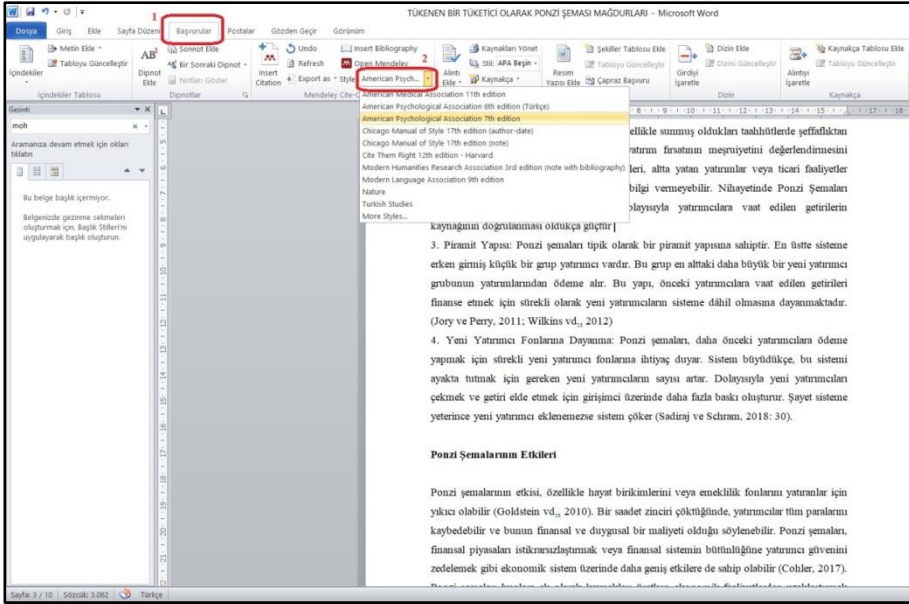 TÜKENEN BİR TÜKETİCİ OLARAK PONZİ ŞEMASI MAĞDURLARI - Microsoft Word
1
Dosya Giriş Ekle Sayfa Düzeni Başvurular Postalar Gözden Geçir Görünüm
İçindekiler
Metin Ekle
Tabloyu Güncelleştir
İçindekiler Tablosu
AB1
Dipnot Ekle
Sonnot Ekle
Bir Sonraki Dipnot
Notları Göster
Dipnotlar
Insert Citation
Undo
Refresh
Export as
Insert Bibliography
Open Mendeley
2
Style American Psych...
Alıntı Ekle
Kaynakları Yönet
Stil: APA Beşin
Kaynakça
Resim Yazısı Ekle
Şekiller Tablosu Ekle
Tabloyu Güncelleştir
Çapraz Başvuru
Girdiyi İşaretle
Dizin Ekle
Dizini Güncelleştir
Dizin
Alıntıyı İşaretle
Kaynakça Tablosu Ekle
Tabloyu Güncelleştir
Kaynakça
American Medical Association 11th edition
American Psychological Association 6th edition (Türkçe)
American Psychological Association 7th edition
Chicago Manual of Style 17th edition (author-date)
Chicago Manual of Style 17th edition (note)
Cite Them Right 12th edition - Harvard
Modern Humanities Research Association 3rd edition (note with bibliography)
Modern Language Association 9th edition
Nature
Turkish Studies
More Styles...
Gezinti
moh
Aramanıza devam etmek için okları
tıklatın
Bu belge başlık içermiyor.
Belgenizde gezinme sekmeleri
oluşturmak için, Başlık Stilleri'ni
uygulayarak başlık oluşturun.
ellikle sunmuş oldukları taahhütlerde şeffaflıktan
yatırım fırsatının meşruiyetini değerlendirmesini
leri, altta yatan yatırımlar veya ticari faaliyetler
bilgi vermeyebilir. Nihayetinde Ponzi Şemaları
olayısıyla yatırımcılara vaat edilen getirilerin
kaynağının doğrulanması oldukça güçtür
3. Piramit Yapısı: Ponzi şemaları tipik olarak bir piramit yapısına sahiptir. En üstte sisteme
erken girmiş küçük bir grup yatırımcı vardır. Bu grup en alttaki daha büyük bir yeni yatırımcı
grubunun yatırımlarından ödeme alır. Bu yapı, önceki yatırımcılara vaat edilen getirileri
finanse etmek için sürekli olarak yeni yatırımcıların sisteme dâhil olmasına dayanmaktadır.
(Jory ve Perry, 2011; Wilkins vd., 2012)
4. Yeni Yatırımcı Fonlarına Dayanma: Ponzi şemaları, daha önceki yatırımcılara ödeme
yapmak için sürekli yeni yatırımcı fonlarına ihtiyaç duyar. Sistem büyüdükçe, bu sistemi
ayakta tutmak için gereken yeni yatırımcıların sayısı artar. Dolayısıyla yeni yatırımcıları
çekmek ve getiri elde etmek için girişimci üzerinde daha fazla baskı oluşturur. Şayet sisteme
yeterince yeni yatırımcı eklenemezse sistem çöker (Sadiraj ve Schram, 2018: 30).
Ponzi Şemalarının Etkileri
Ponzi şemalarının etkisi, özellikle hayat birikimlerini veya emeklilik fonlarını yatıranlar için
yıkıcı olabilir (Goldstein vd., 2010). Bir saadet zinciri çöktüğünde, yatırımcılar tüm paralarını
kaybedebilir ve bunun finansal ve duygusal bir maliyeti olduğu söylenebilir. Ponzi şemaları,
finansal piyasaları istikrarsızlaştırmak veya finansal sistemin bütünlüğüne yatırımcı güvenini
zedelemek gibi ekonomik sistem üzerinde daha geniş etkilere de sahip olabilir (Cohler, 2017).
Sayfa: 3 / 10 Sözcük: 3.082 Türkçe